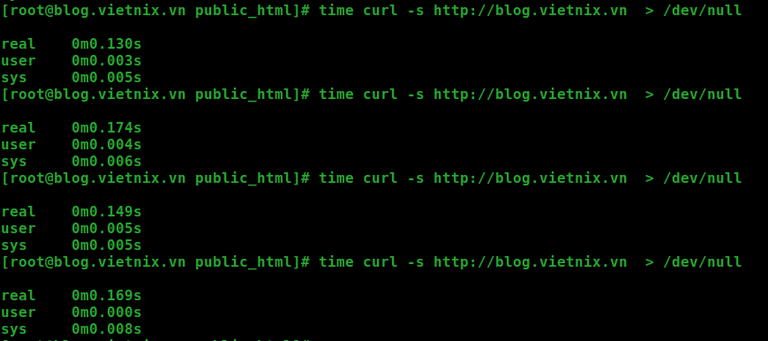 [root@blog.vietnix.vn public_html]# time curl -s http://blog.vietnix.vn  > /dev/null
real    0m0.130s
user    0m0.003s
sys     0m0.005s
[root@blog.vietnix.vn public_html]# time curl -s http://blog.vietnix.vn  > /dev/null
real    0m0.174s
user    0m0.004s
sys     0m0.006s
[root@blog.vietnix.vn public_html]# time curl -s http://blog.vietnix.vn  > /dev/null
real    0m0.149s
user    0m0.005s
sys     0m0.005s
[root@blog.vietnix.vn public_html]# time curl -s http://blog.vietnix.vn  > /dev/null
real    0m0.169s
user    0m0.000s
sys     0m0.008s